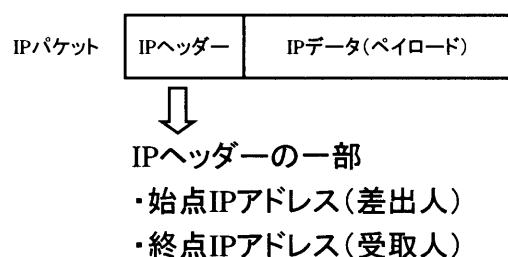 IPパケット IPヘッダー IPデータ(ペイロード)
IPヘッダーの一部
・始点IPアドレス(差出人)
・終点IPアドレス(受取人)